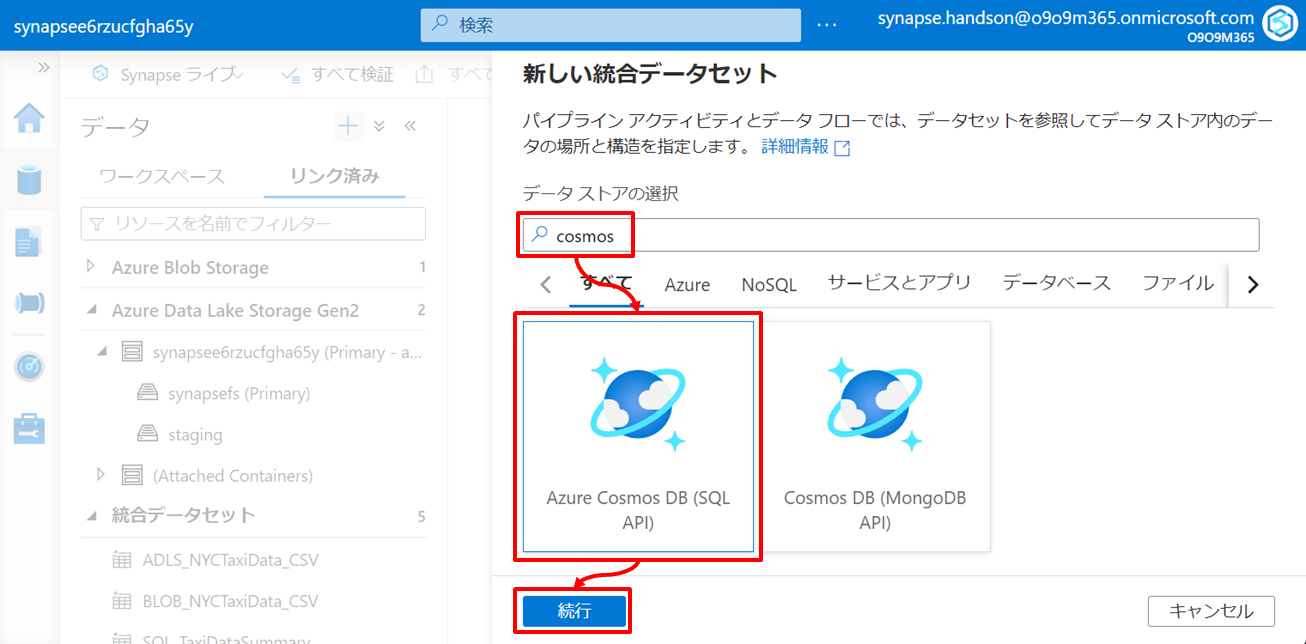 synapsee6rzucfgha65y
検索
...
synapse.handson@o9o9m365.onmicrosoft.com
O9O9M365
Synapse ライブ
すべて検証
すべて
データ
ワークスペース
リンク済み
リソースを名前でフィルター
Azure Blob Storage
1
Azure Data Lake Storage Gen2
2
synapsee6rzucfgha65y (Primary - a...
synapsefs (Primary)
staging
(Attached Containers)
統合データセット
5
ADLS_NYCTaxiData_CSV
BLOB_NYCTaxiData_CSV
SQL_TaxiDataSummary
新しい統合データセット
パイプライン アクティビティとデータ フローでは、データセットを参照してデータ ストア内のデー
タの場所と構造を指定します。 詳細情報
データ ストアの選択
cosmos
すべて
Azure
NoSQL
サービスとアプリ
データベース
ファイル
Azure Cosmos DB (SQL
API)
Cosmos DB (MongoDB
API)
続行
キャンセル